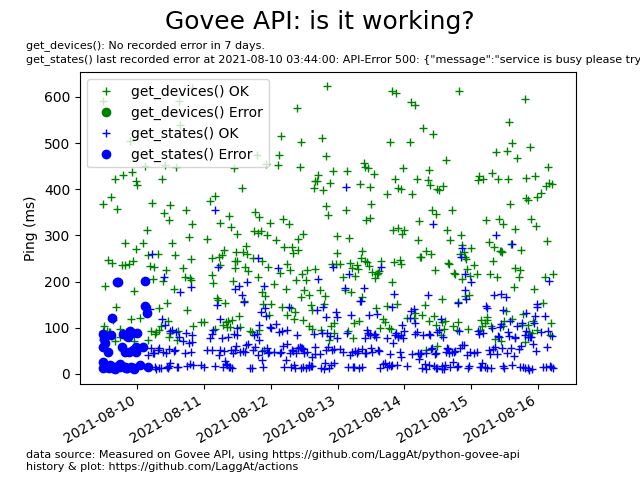 Govee API: is it working?
get_devices(): No recorded error in 7 days.
get_states() last recorded error at 2021-08-10 03:44:00: API-Error 500: {"message":"service is busy please try
get_devices() OK
get_devices() Error
get_states() OK
get_states() Error
Ping (ms)
600
500
400
300
200
100
0
2021-08-10
2021-08-11
2021-08-12
2021-08-13
2021-08-14
2021-08-15
2021-08-16
data source: Measured on Govee API, using https://github.com/LaggAt/python-govee-api
history & plot: https://github.com/LaggAt/actions